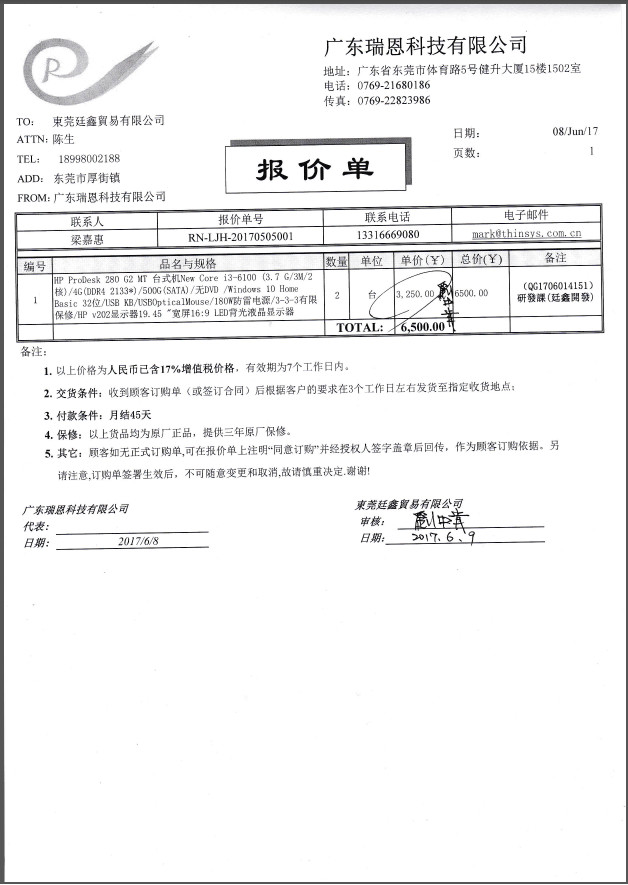 R
广东瑞恩科技有限公司
地址：广东省东莞市体育路5号健升大厦15楼1502室
电话：0769-21680186
传真：0769-22823986
TO: 東莞廷鑫貿易有限公司
ATTN: 陈生
TEL: 18998002188
ADD: 东莞市厚街镇
FROM: 广东瑞恩科技有限公司
日期： 08/Jun/17
页数： 1
报价单
联系人 报价单号 联系电话 电子邮件
梁嘉惠 RN-LJH-20170505001 13316669080 mark@thinsys.com.cn
编号 品名与规格 数量 单位 单价(￥) 总价(￥) 备注
1 HP ProDesk 280 G2 MT 台式机New Core i3-6100 (3.7 G/3M/2
核)/4G(DDR4 2133*)/500G(SATA)/无DVD /Windows 10 Home
Basic 32位/USB KB/USBOpticalMouse/180W防雷电源/3-3-3有限
保修/HP v202显示器19.45 "宽屏16:9 LED背光液晶显示器
2 台 3,250.00 6500.00 （QG1706014151）
研發課(廷鑫開發)
TOTAL: 6,500.00
备注：
1. 以上价格为人民币已含17%增值税价格，有效期为7个工作日内。
2. 交货条件：收到顾客订购单（或签订合同）后根据客户的要求在3个工作日左右发货至指定收货地点;
3. 付款条件：月结45天
4. 保修：以上货品均为原厂正品，提供三年原厂保修。
5. 其它：顾客如无正式订购单,可在报价单上注明“同意订购”并经授权人签字盖章后回传，作为顾客订购依据。另
请注意,订购单签署生效后，不可随意变更和取消,故请慎重决定.谢谢!
广东瑞恩科技有限公司
代表：
日期： 2017/6/8
東莞廷鑫貿易有限公司
审核：
日期： 2017.6.9